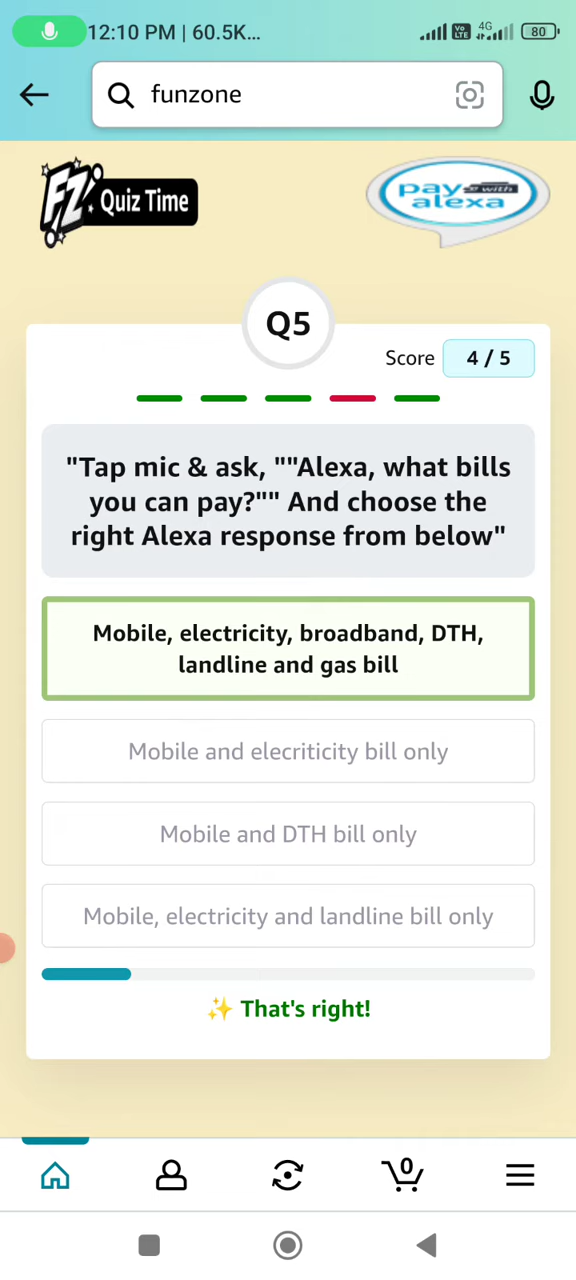 12:10 PM | 60.5K...
Vo
LTE
4G
80
funzone
FZ Quiz Time
pay with
alexa
Q5
Score 4 / 5
"Tap mic & ask, ""Alexa, what bills
you can pay?"" And choose the
right Alexa response from below"
Mobile, electricity, broadband, DTH,
landline and gas bill
Mobile and elecriticity bill only
Mobile and DTH bill only
Mobile, electricity and landline bill only
✨ That's right!
0